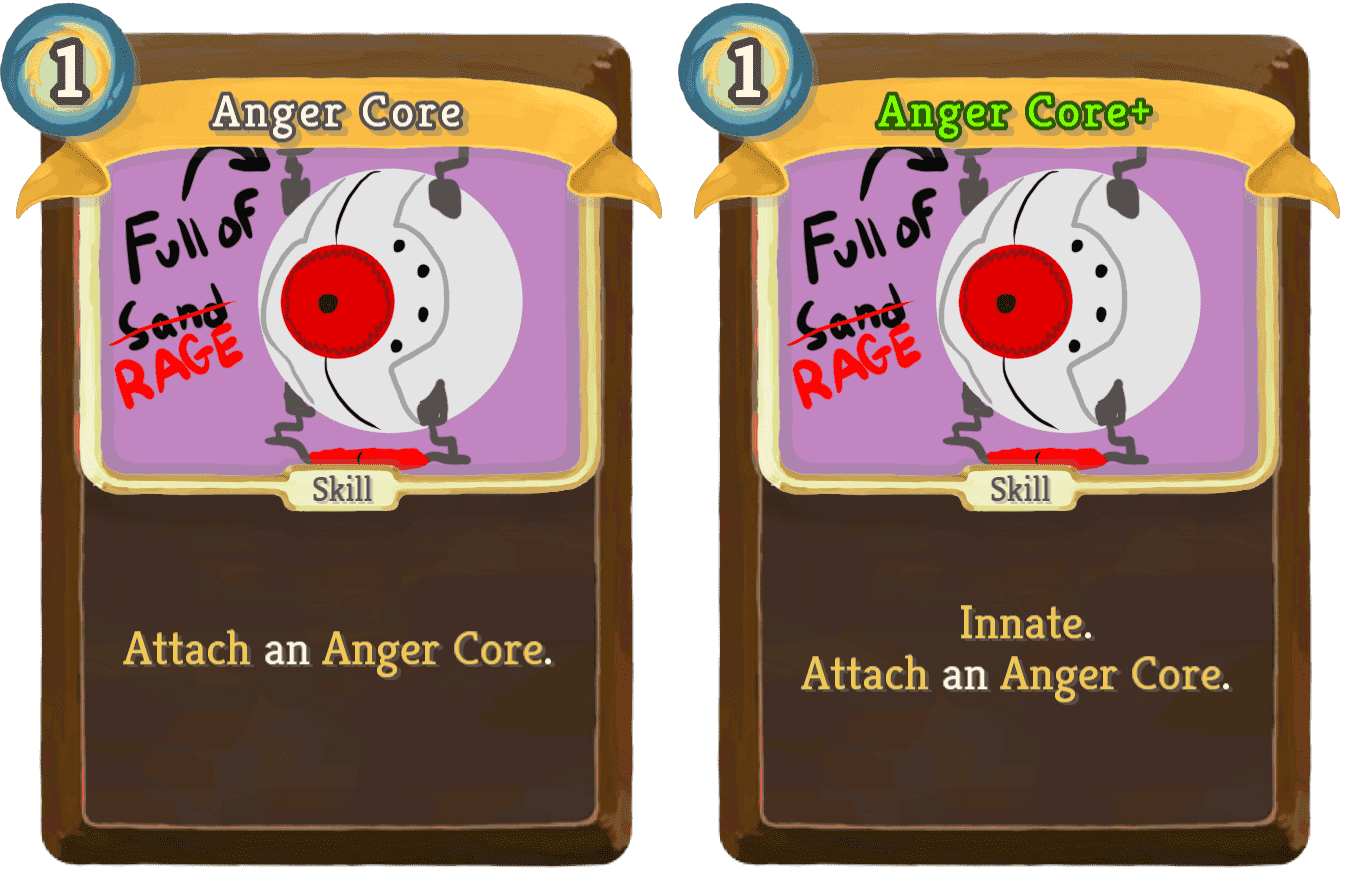 1
Anger Core
Full of
Sand
RAGE
Skill
Attach an Anger Core.
1
Anger Core+
Full of
Sand
RAGE
Skill
Innate.
Attach an Anger Core.